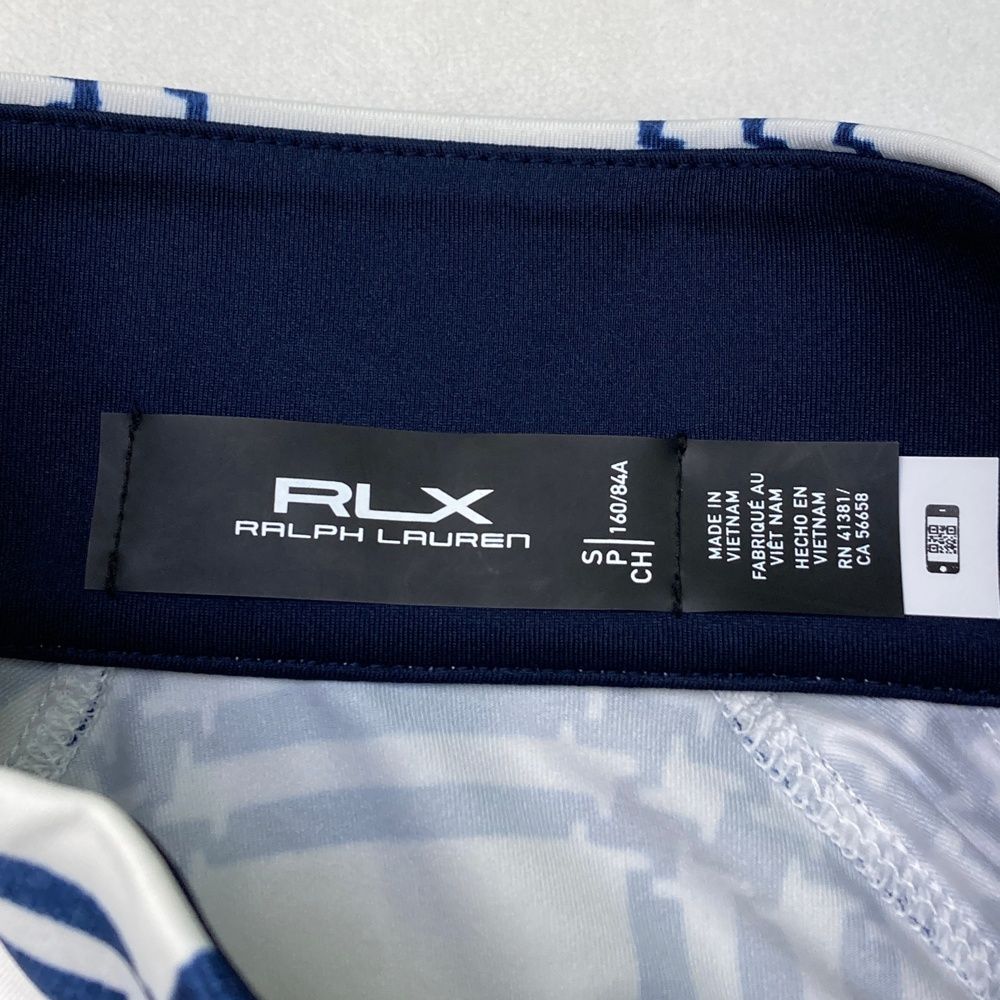 RLX
RALPH LAUREN
S
P
CH
160/84A
MADE IN
VIETNAM
FABRIQUÉ AU
VIÊT NAM
HECHO EN
VIETNAM
RN 41381/
CA 56658